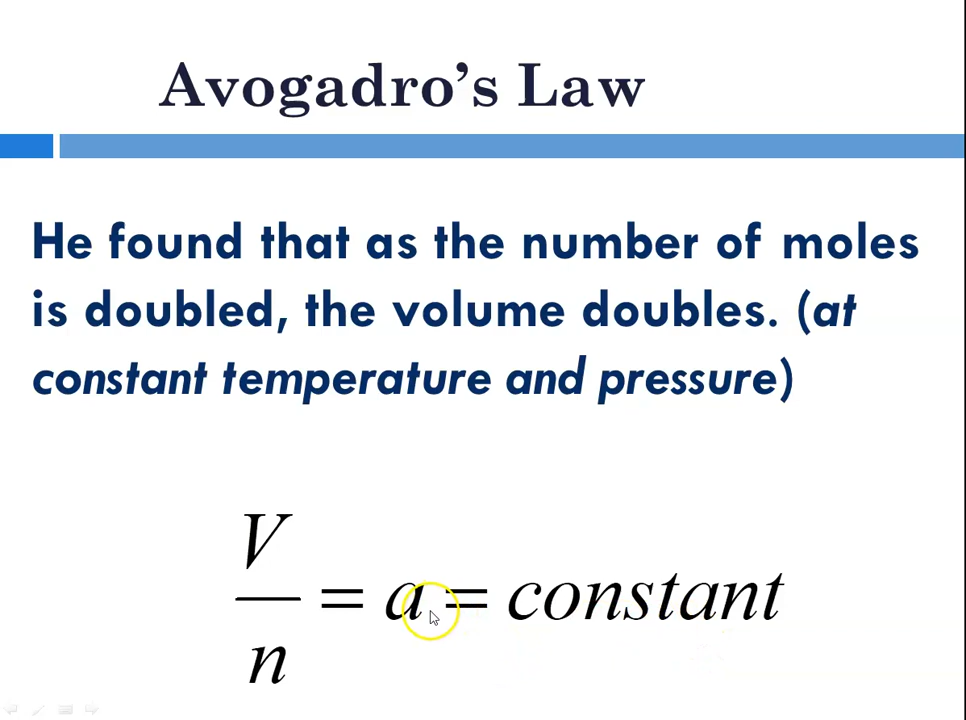 Avogadro’s Law
He found that as the number of moles
is doubled, the volume doubles. (at
constant temperature and pressure)
V
= a = constant
n